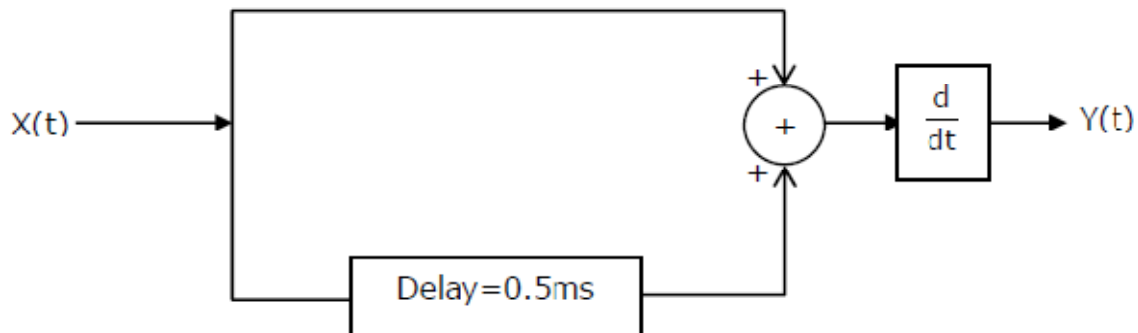 X(t)
+
+
+
d
dt
Y(t)
Delay=0.5ms